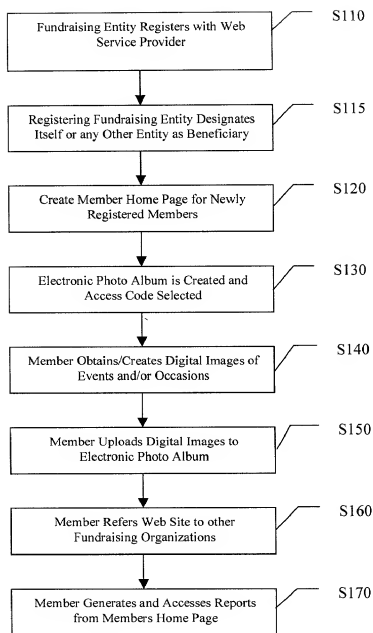 Fundraising Entity Registers with Web
Service Provider
S110
Registering Fundraising Entity Designates
Itself or any Other Entity as Beneficiary
S115
Create Member Home Page for Newly
Registered Members
S120
Electronic Photo Album is Created and
Access Code Selected
S130
Member Obtains/Creates Digital Images of
Events and/or Occasions
S140
Member Uploads Digital Images to
Electronic Photo Album
S150
Member Refers Web Site to other
Fundraising Organizations
S160
Member Generates and Accesses Reports
from Members Home Page
S170